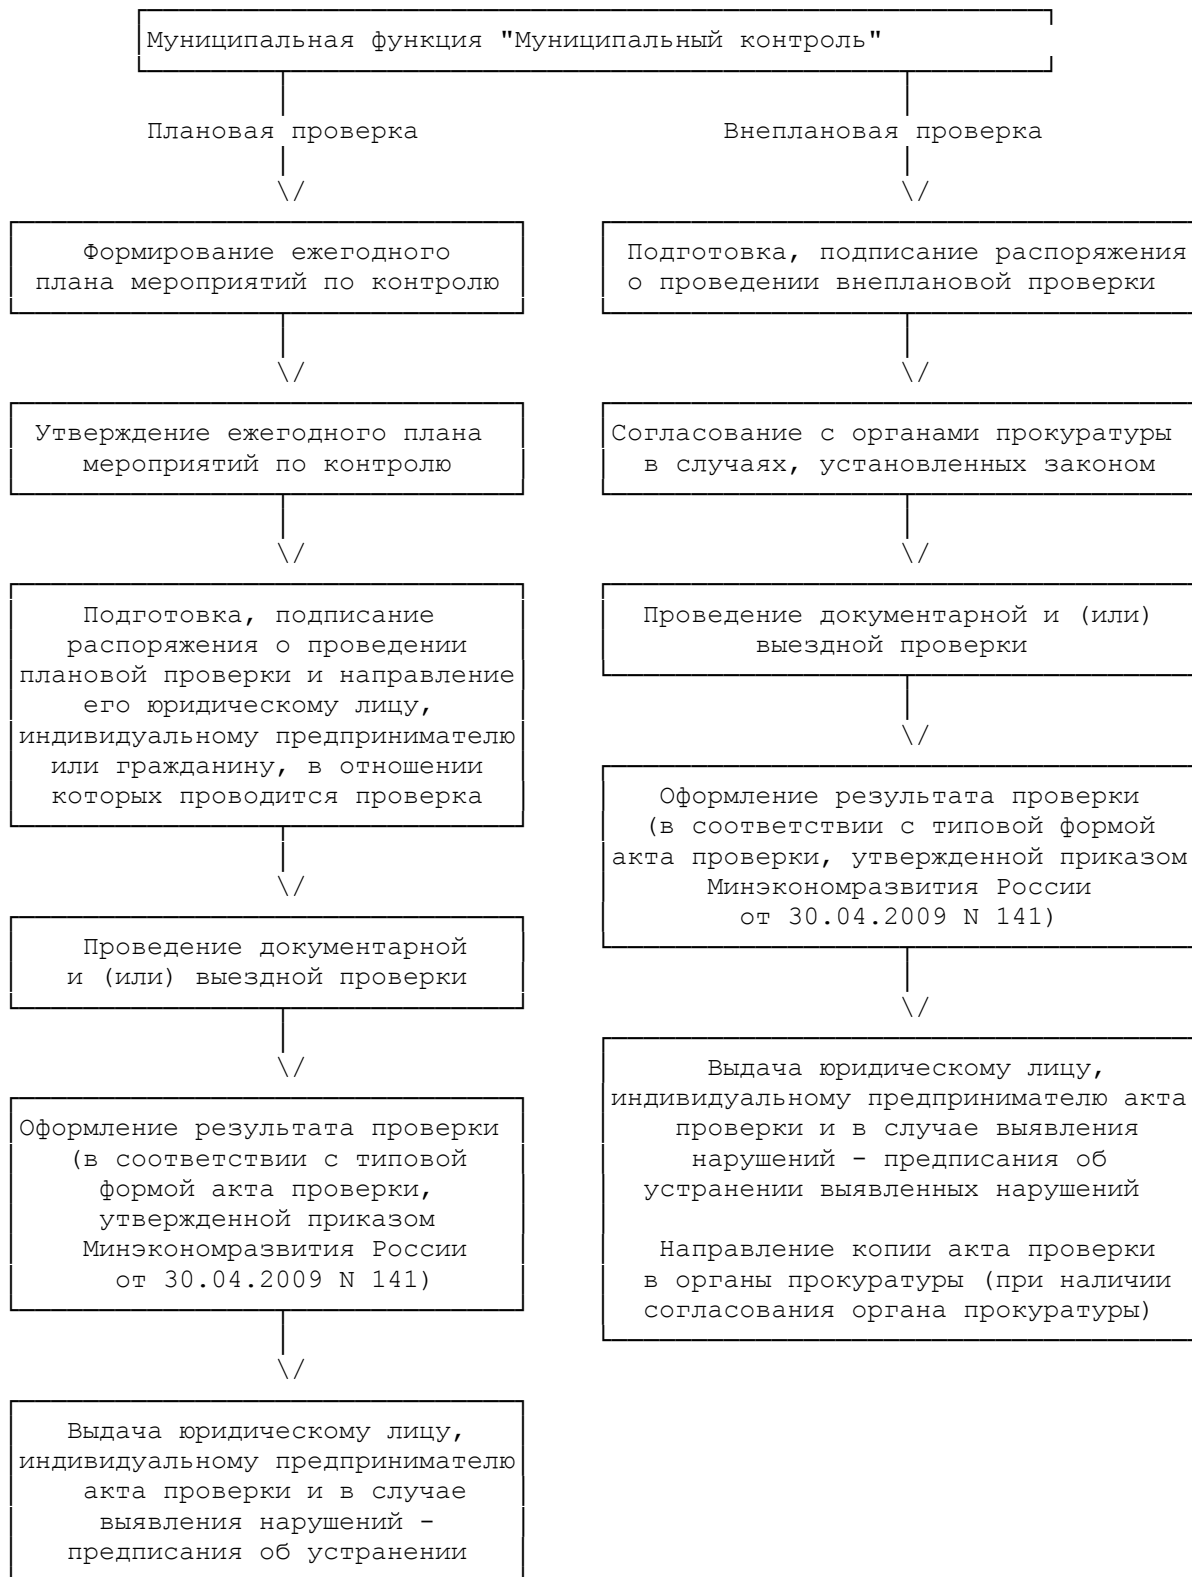 Муниципальная функция "Муниципальный контроль"
Плановая проверка
Внеплановая проверка
Формирование ежегодного
плана мероприятий по контролю
Утверждение ежегодного плана
мероприятий по контролю
Подготовка, подписание
распоряжения о проведении
плановой проверки и направление
его юридическому лицу,
индивидуальному предпринимателю
или гражданину, в отношении
которых проводится проверка
Проведение документарной
и (или) выездной проверки
Оформление результата проверки
(в соответствии с типовой
формой акта проверки,
утвержденной приказом
Минэкономразвития России
от 30.04.2009 N 141)
Выдача юридическому лицу,
индивидуальному предпринимателю
акта проверки и в случае
выявления нарушений -
предписания об устранении
Подготовка, подписание распоряжения
о проведении внеплановой проверки
Согласование с органами прокуратуры
в случаях, установленных законом
Проведение документарной и (или)
выездной проверки
Оформление результата проверки
(в соответствии с типовой формой
акта проверки, утвержденной приказом
Минэкономразвития России
от 30.04.2009 N 141)
Выдача юридическому лицу,
индивидуальному предпринимателю акта
проверки и в случае выявления
нарушений - предписания об
устранении выявленных нарушений
Направление копии акта проверки
в органы прокуратуры (при наличии
согласования органа прокуратуры)